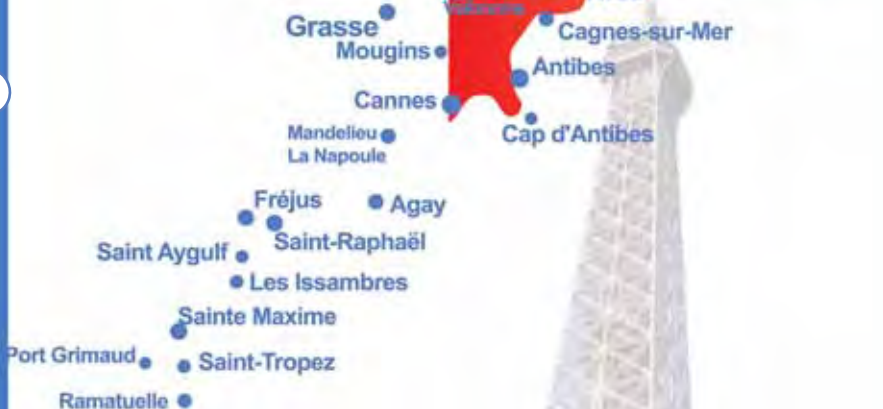 Grasse
Cagnes-sur-Mer
Mougins
Antibes
Cannes
Mandelieu
La Napoule
Cap d'Antibes
Fréjus
Agay
Saint-Raphaël
Saint Aygulf
Les Issambres
Sainte Maxime
Port Grimaud
Saint-Tropez
Ramatuelle